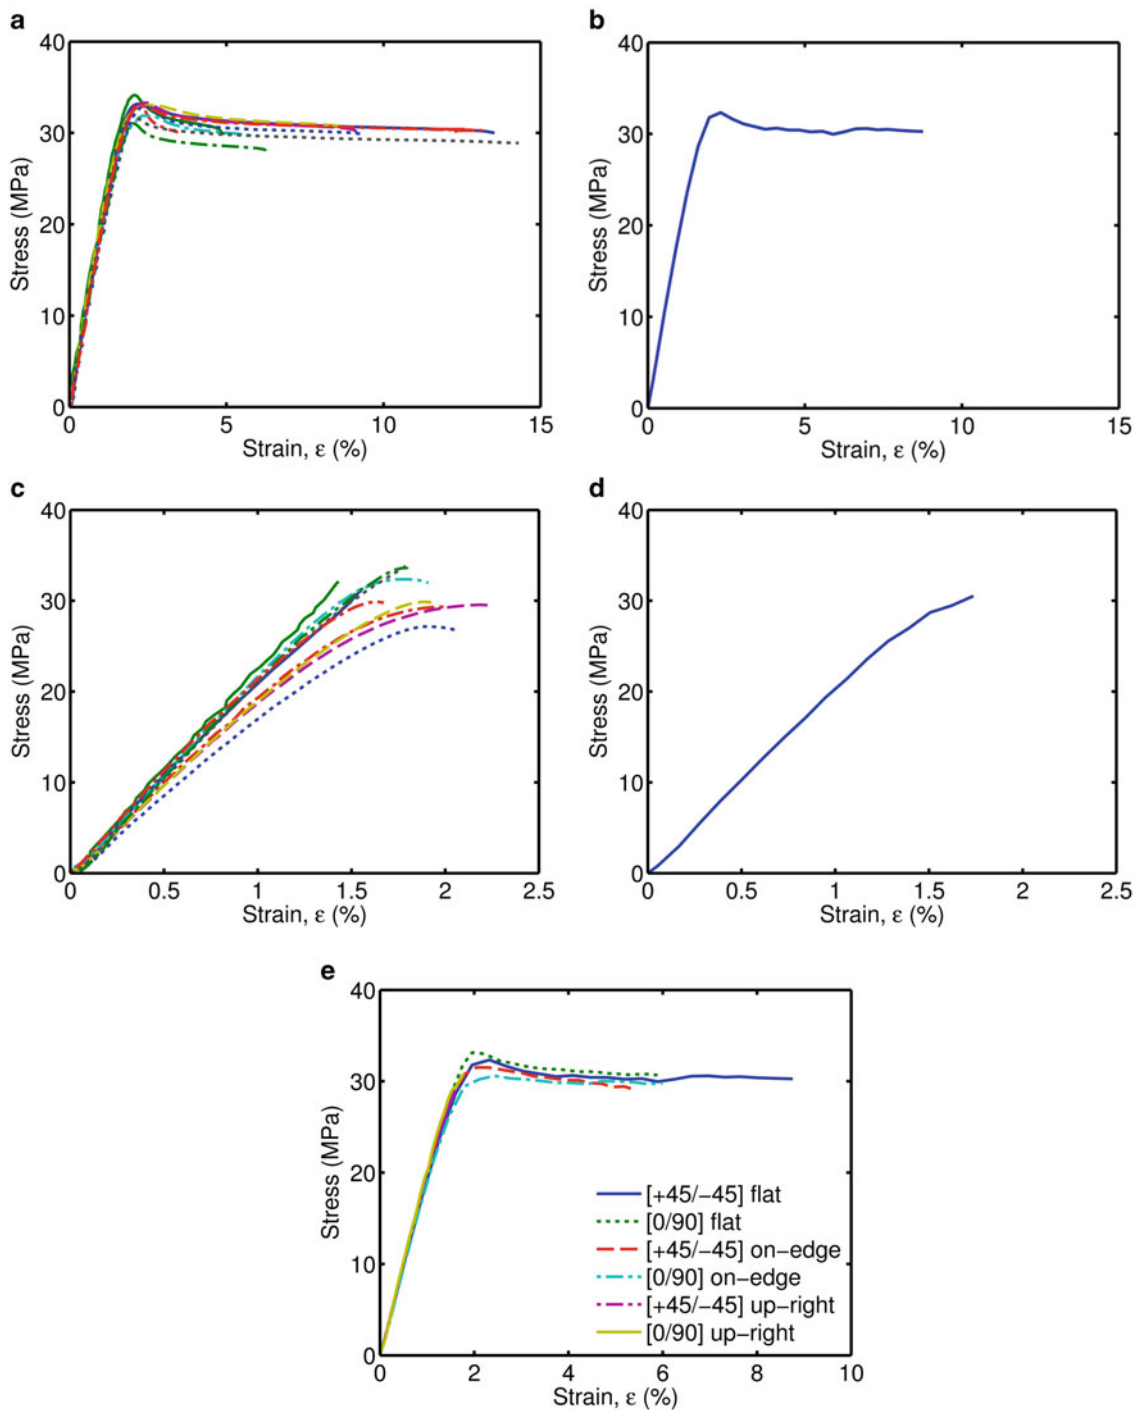 a
40
30
20
10
0
0 5 10 15
Stress (MPa)
Strain, ε (%)
b
40
30
20
10
0
0 5 10 15
Stress (MPa)
Strain, ε (%)
c
40
30
20
10
0
0 0.5 1 1.5 2 2.5
Stress (MPa)
Strain, ε (%)
d
40
30
20
10
0
0 0.5 1 1.5 2 2.5
Stress (MPa)
Strain, ε (%)
e
40
30
20
10
0
0 2 4 6 8 10
Stress (MPa)
Strain, ε (%)
[+45/−45] flat
[0/90] flat
[+45/−45] on−edge
[0/90] on−edge
[+45/−45] up−right
[0/90] up−right